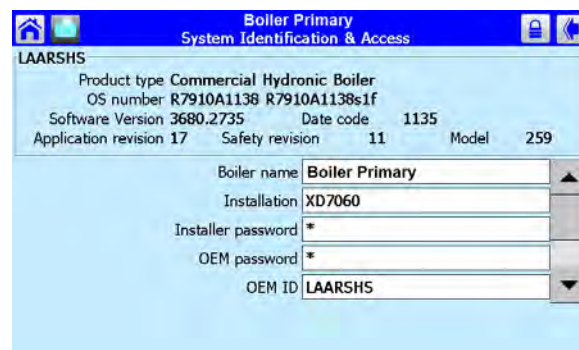 Boiler Primary
System Identification & Access
LAARSHS
Product type Commercial Hydronic Boiler
OS number R7910A1138 R7910A1138s1f
Software Version 3680.2735 Date code 1135
Application revision 17 Safety revision 11 Model 259
Boiler name Boiler Primary
Installation XD7060
Installer password *
OEM password *
OEM ID LAARSHS